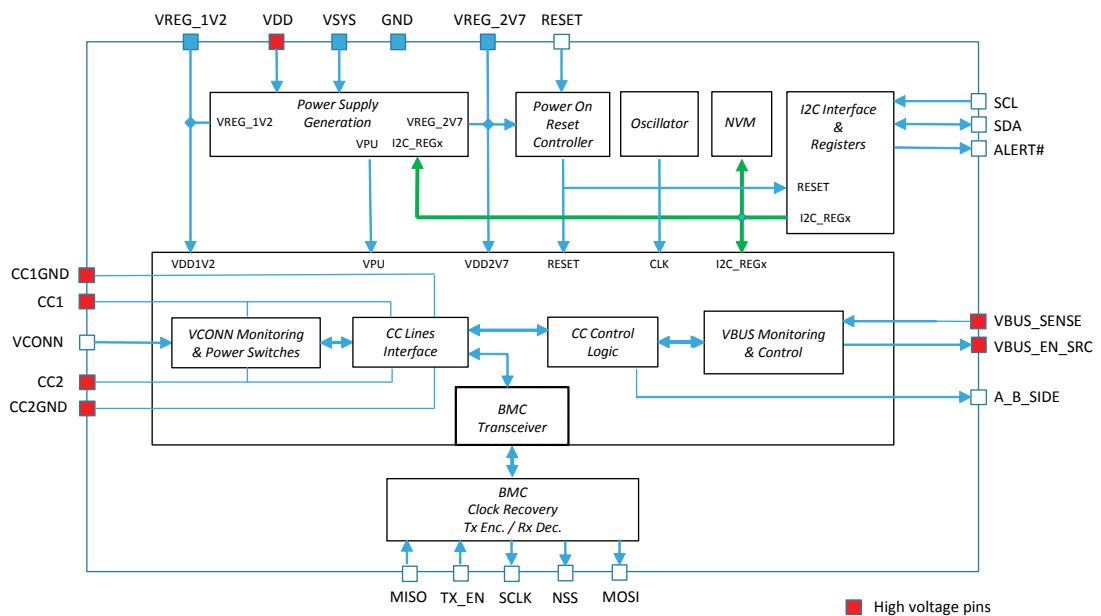 VREG_1V2
VDD
VSYS
GND
VREG_2V7
RESET
Power Supply
Generation
VREG_1V2
VREG_2V7
VPU
I2C_REGx
Power On
Reset
Controller
Oscillator
NVM
I2C Interface
&
Registers
RESET
I2C_REGx
SCL
SDA
ALERT#
VDD1V2
VPU
VDD2V7
RESET
CLK
I2C_REGx
CC1GND
CC1
VCONN
CC2
CC2GND
VCONN Monitoring
& Power Switches
CC Lines
Interface
CC Control
Logic
VBUS Monitoring
& Control
VBUS_SENSE
VBUS_EN_SRC
A_B_SIDE
BMC
Transceiver
BMC
Clock Recovery
Tx Enc. / Rx Dec.
MISO
TX_EN
SCLK
NSS
MOSI
High voltage pins